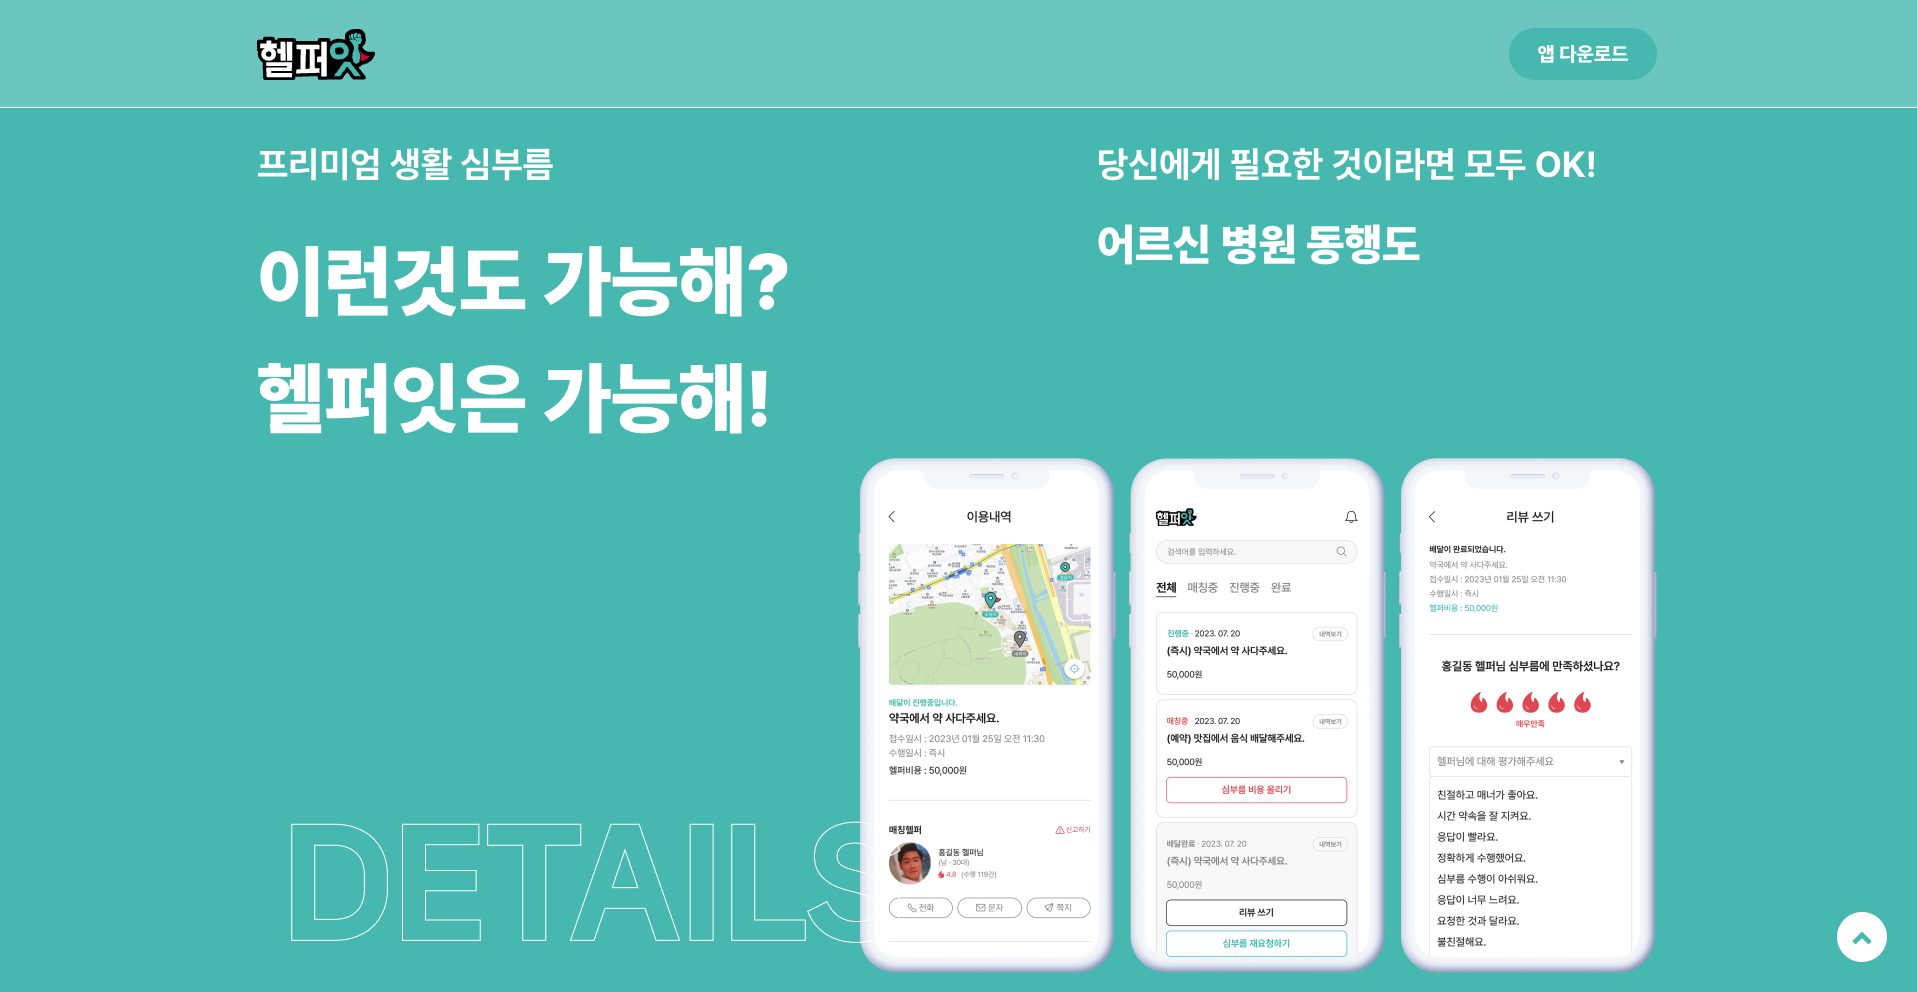 헬퍼잇
앱 다운로드
프리미엄 생활 심부름
이런것도 가능해?
헬퍼잇은 가능해!
당신에게 필요한 것이라면 모두 OK!
어르신 병원 동행도
DETAILS
이용내역
배달이 진행중입니다.
약국에서 약 사다주세요.
접수일시 : 2023년 01월 25일 오전 11:30
수행일시 : 즉시
헬퍼비용 : 50,000원
매칭헬퍼
신고하기
홍길동 헬퍼님
(남 · 30대)
4.8 (수행 119건)
전화
문자
쪽지
헬퍼잇
검색어를 입력하세요.
전체 매칭중 진행중 완료
진행중 · 2023. 07. 20
내역보기
(즉시) 약국에서 약 사다주세요.
50,000원
매칭중 · 2023. 07. 20
내역보기
(예약) 맛집에서 음식 배달해주세요.
50,000원
심부름 비용 올리기
배달완료 · 2023. 07. 20
내역보기
(즉시) 약국에서 약 사다주세요.
50,000원
리뷰 쓰기
심부름 재요청하기
리뷰 쓰기
배달이 완료되었습니다.
약국에서 약 사다주세요.
접수일시 : 2023년 01월 25일 오전 11:30
수행일시 : 즉시
헬퍼비용 : 50,000원
홍길동 헬퍼님 심부름에 만족하셨나요?
매우만족
헬퍼님에 대해 평가해주세요
친절하고 매너가 좋아요.
시간 약속을 잘 지켜요.
응답이 빨라요.
정확하게 수행했어요.
심부름 수행이 아쉬워요.
응답이 너무 느려요.
요청한 것과 달라요.
불친절해요.